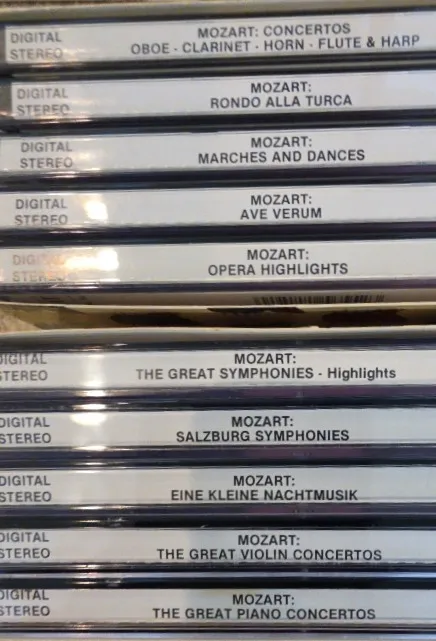 DIGITAL MOZART: CONCERTOS
STEREO OBOE - CLARINET - HORN - FLUTE & HARP
DIGITAL MOZART:
STEREO RONDO ALLA TURCA
DIGITAL MOZART:
STEREO MARCHES AND DANCES
DIGITAL MOZART:
STEREO AVE VERUM
DIGITAL MOZART:
STEREO OPERA HIGHLIGHTS
DIGITAL MOZART:
STEREO THE GREAT SYMPHONIES - Highlights
DIGITAL MOZART:
STEREO SALZBURG SYMPHONIES
DIGITAL MOZART:
STEREO EINE KLEINE NACHTMUSIK
DIGITAL MOZART:
STEREO THE GREAT VIOLIN CONCERTOS
DIGITAL MOZART:
STEREO THE GREAT PIANO CONCERTOS